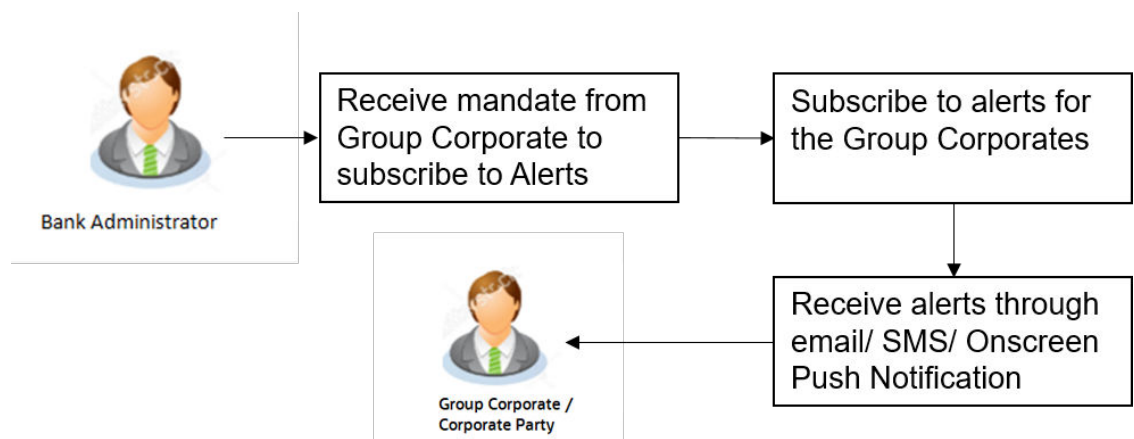 Bank Administrator
Receive mandate from
Group Corporate to
subscribe to Alerts
Subscribe to alerts for
the Group Corporates
Receive alerts through
email/ SMS/ Onscreen
Push Notification
Group Corporate /
Corporate Party